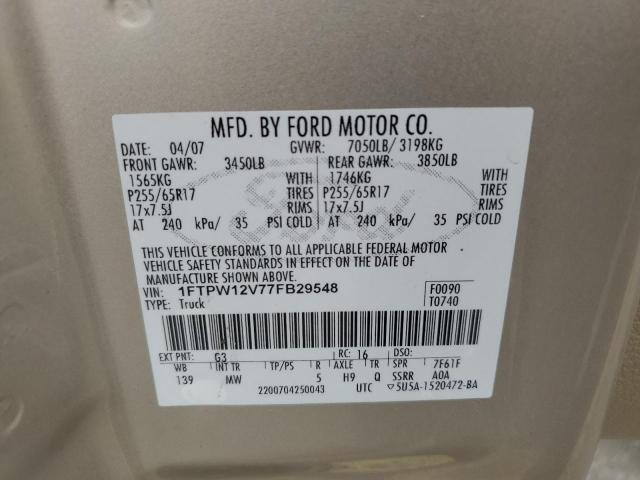 MFD. BY FORD MOTOR CO.
DATE: 04/07 GVWR: 7050LB/ 3198KG
FRONT GAWR: 3450LB REAR GAWR: 3850LB
1565KG WITH 1746KG WITH
P255/65R17 TIRES P255/65R17 TIRES
17x7.5J RIMS 17x7.5J RIMS
AT 240 kPa/ 35 PSI COLD AT 240 kPa/ 35 PSI COLD
THIS VEHICLE CONFORMS TO ALL APPLICABLE FEDERAL MOTOR
VEHICLE SAFETY STANDARDS IN EFFECT ON THE DATE OF
MANUFACTURE SHOWN ABOVE.
VIN: 1FTPW12V77FB29548 F0090
TYPE: Truck T0740
EXT PNT: G3 RC: 16 DSO:
WB INT TR TP/PS R AXLE TR SPR 7F61F
139 MW 5 H9 Q SSRR A0A
2200704250043 UTC 5U5A-1520472-BA